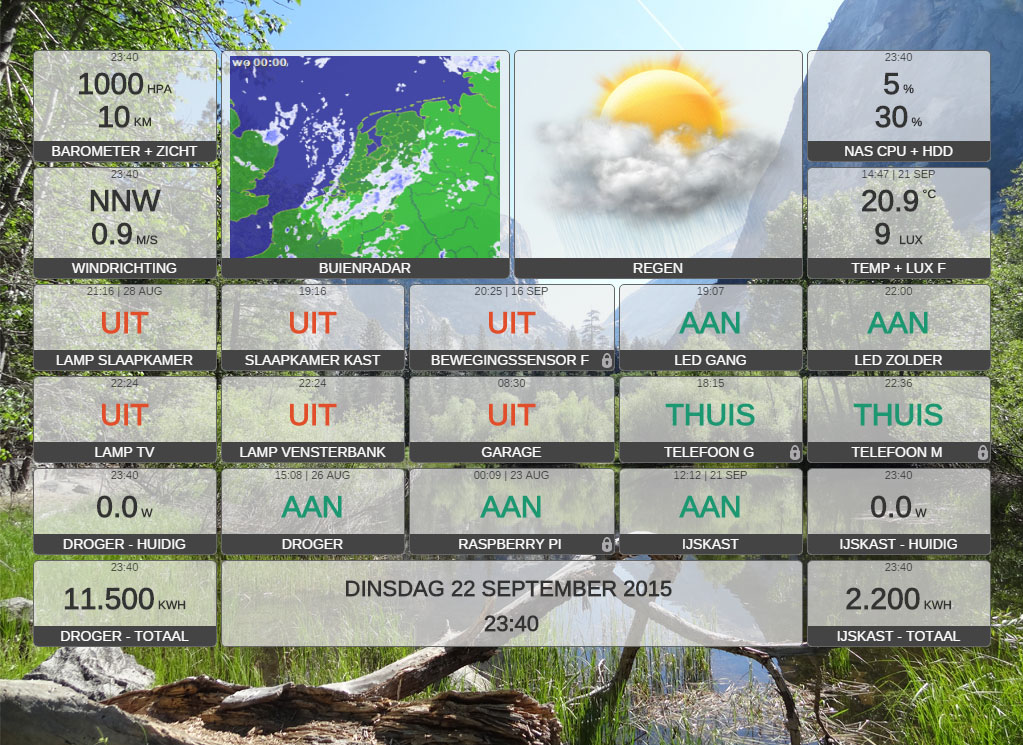 23:40
1000 HPA
10 KM
BAROMETER + ZICHT
wo 00:00
BUIENRADAR
REGEN
23:40
5 %
30 %
NAS CPU + HDD
23:40
NNW
0.9 M/S
WINDRICHTING
14:47 | 21 SEP
20.9 °C
9 LUX
TEMP + LUX F
21:16 | 28 AUG
UIT
LAMP SLAAPKAMER
19:16
UIT
SLAAPKAMER KAST
20:25 | 16 SEP
UIT
BEWEGINGSSENSOR F
19:07
AAN
LED GANG
22:00
AAN
LED ZOLDER
22:24
UIT
LAMP TV
22:24
UIT
LAMP VENSTERBANK
08:30
UIT
GARAGE
18:15
THUIS
TELEFOON G
22:36
THUIS
TELEFOON M
23:40
0.0 W
DROGER - HUIDIG
15:08 | 26 AUG
AAN
DROGER
00:09 | 23 AUG
AAN
RASPBERRY PI
12:12 | 21 SEP
AAN
IJSKAST
23:40
0.0 W
IJSKAST - HUIDIG
23:40
11.500 KWH
DROGER - TOTAAL
DINSDAG 22 SEPTEMBER 2015
23:40
23:40
2.200 KWH
IJSKAST - TOTAAL